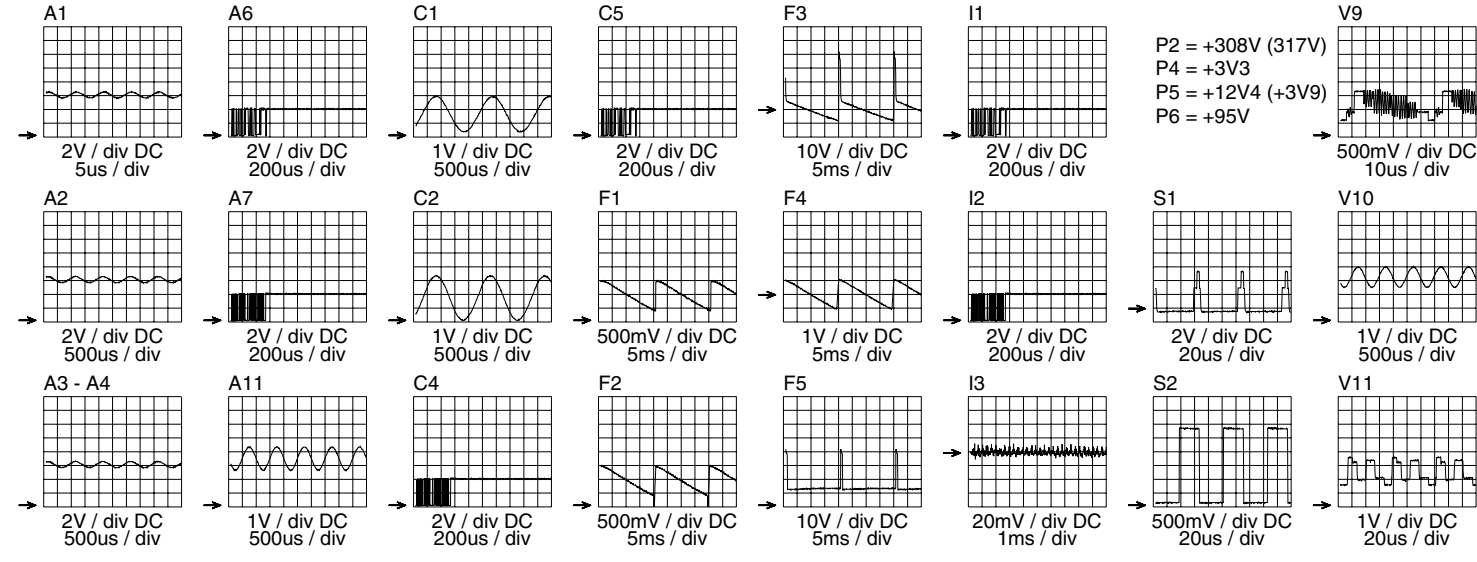 A1
2V / div DC
5us / div
A6
2V / div DC
200us / div
C1
1V / div DC
500us / div
C5
2V / div DC
200us / div
F3
10V / div DC
5ms / div
I1
2V / div DC
200us / div
P2 = +308V (317V)
P4 = +3V3
P5 = +12V4 (+3V9)
P6 = +95V
V9
500mV / div DC
10us / div
A2
2V / div DC
500us / div
A7
2V / div DC
200us / div
C2
1V / div DC
500us / div
F1
500mV / div DC
5ms / div
F4
1V / div DC
5ms / div
I2
2V / div DC
200us / div
S1
2V / div DC
20us / div
V10
1V / div DC
500us / div
A3 - A4
2V / div DC
500us / div
A11
1V / div DC
500us / div
C4
2V / div DC
200us / div
F2
500mV / div DC
5ms / div
F5
10V / div DC
5ms / div
I3
20mV / div DC
1ms / div
S2
500mV / div DC
20us / div
V11
1V / div DC
20us / div